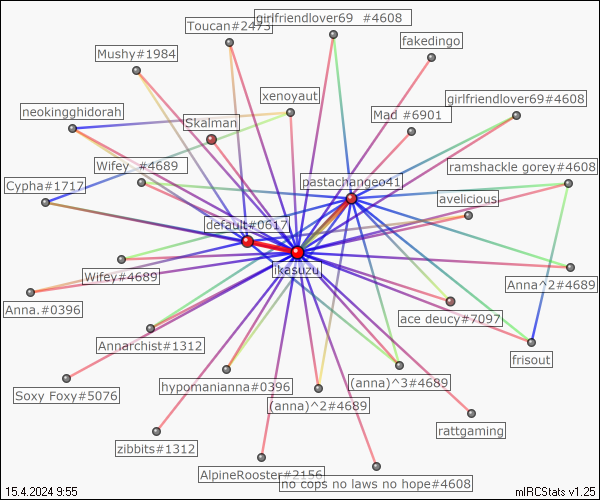 girlfriendlover69 #4608
Toucan#2473
fakedingo
Mushy#1984
xenoyaut
girlfriendlover69#4608
neokingghidorah
Mad #6901
Skalman
Wifey_ #4689
ramshackle gorey#4608
Cypha#1717
pastachangeo41
avelicious
default#0617
ikasuzu
Wifey#4689
Anna^2#4689
Anna.#0396
ace deucy#7097
Annarchist#1312
frisout
hypomanianna#0396
(anna)^3#4689
Soxy Foxy#5076
(anna)^2#4689
rattgaming
zibbits#1312
AlpineRooster#2156
no cops no laws no hope#4608
15.4.2024 9:55
mIRCStats v1.25